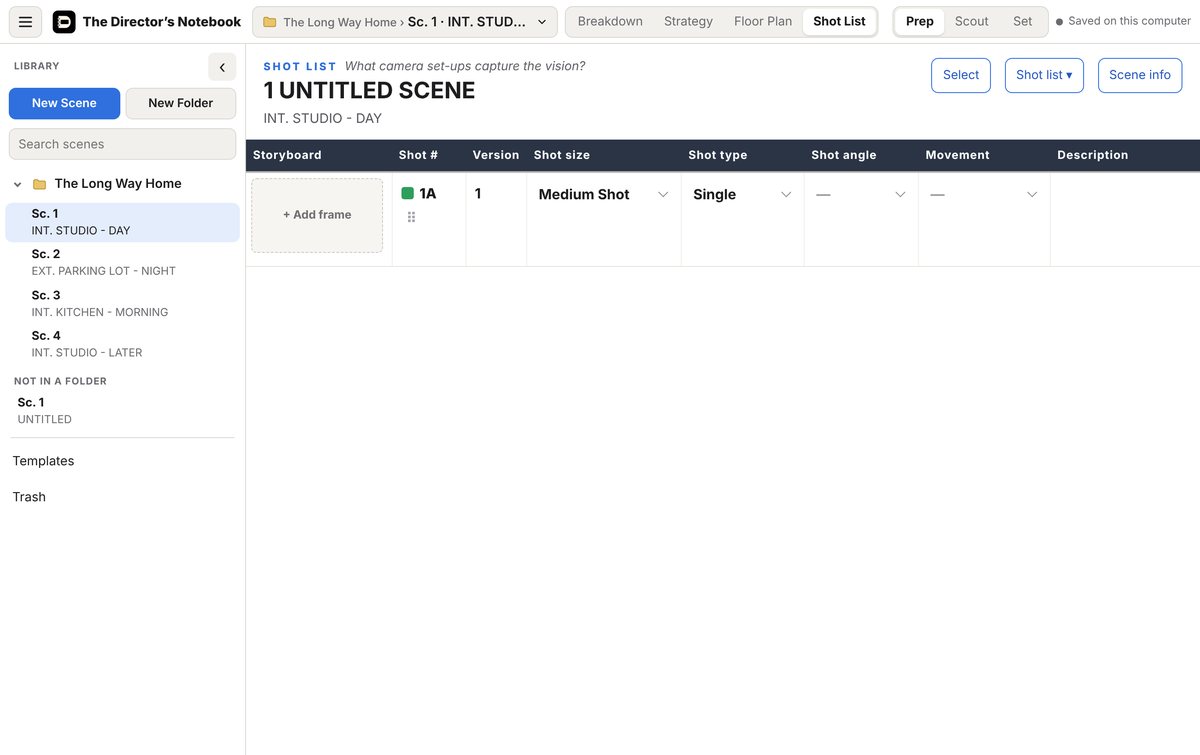 The Director's Notebook
The Long Way Home › Sc. 1 · INT. STUD...
Breakdown Strategy Floor Plan Shot List
Prep Scout Set
Saved on this computer
LIBRARY
New Scene New Folder
Search scenes
The Long Way Home
Sc. 1
INT. STUDIO - DAY
Sc. 2
EXT. PARKING LOT - NIGHT
Sc. 3
INT. KITCHEN - MORNING
Sc. 4
INT. STUDIO - LATER
NOT IN A FOLDER
Sc. 1
UNTITLED
Templates
Trash
SHOT LIST What camera set-ups capture the vision?
1 UNTITLED SCENE
INT. STUDIO - DAY
Select Shot list ▾ Scene info
Storyboard Shot # Version Shot size Shot type Shot angle Movement Description
+ Add frame 1A 1 Medium Shot Single — —